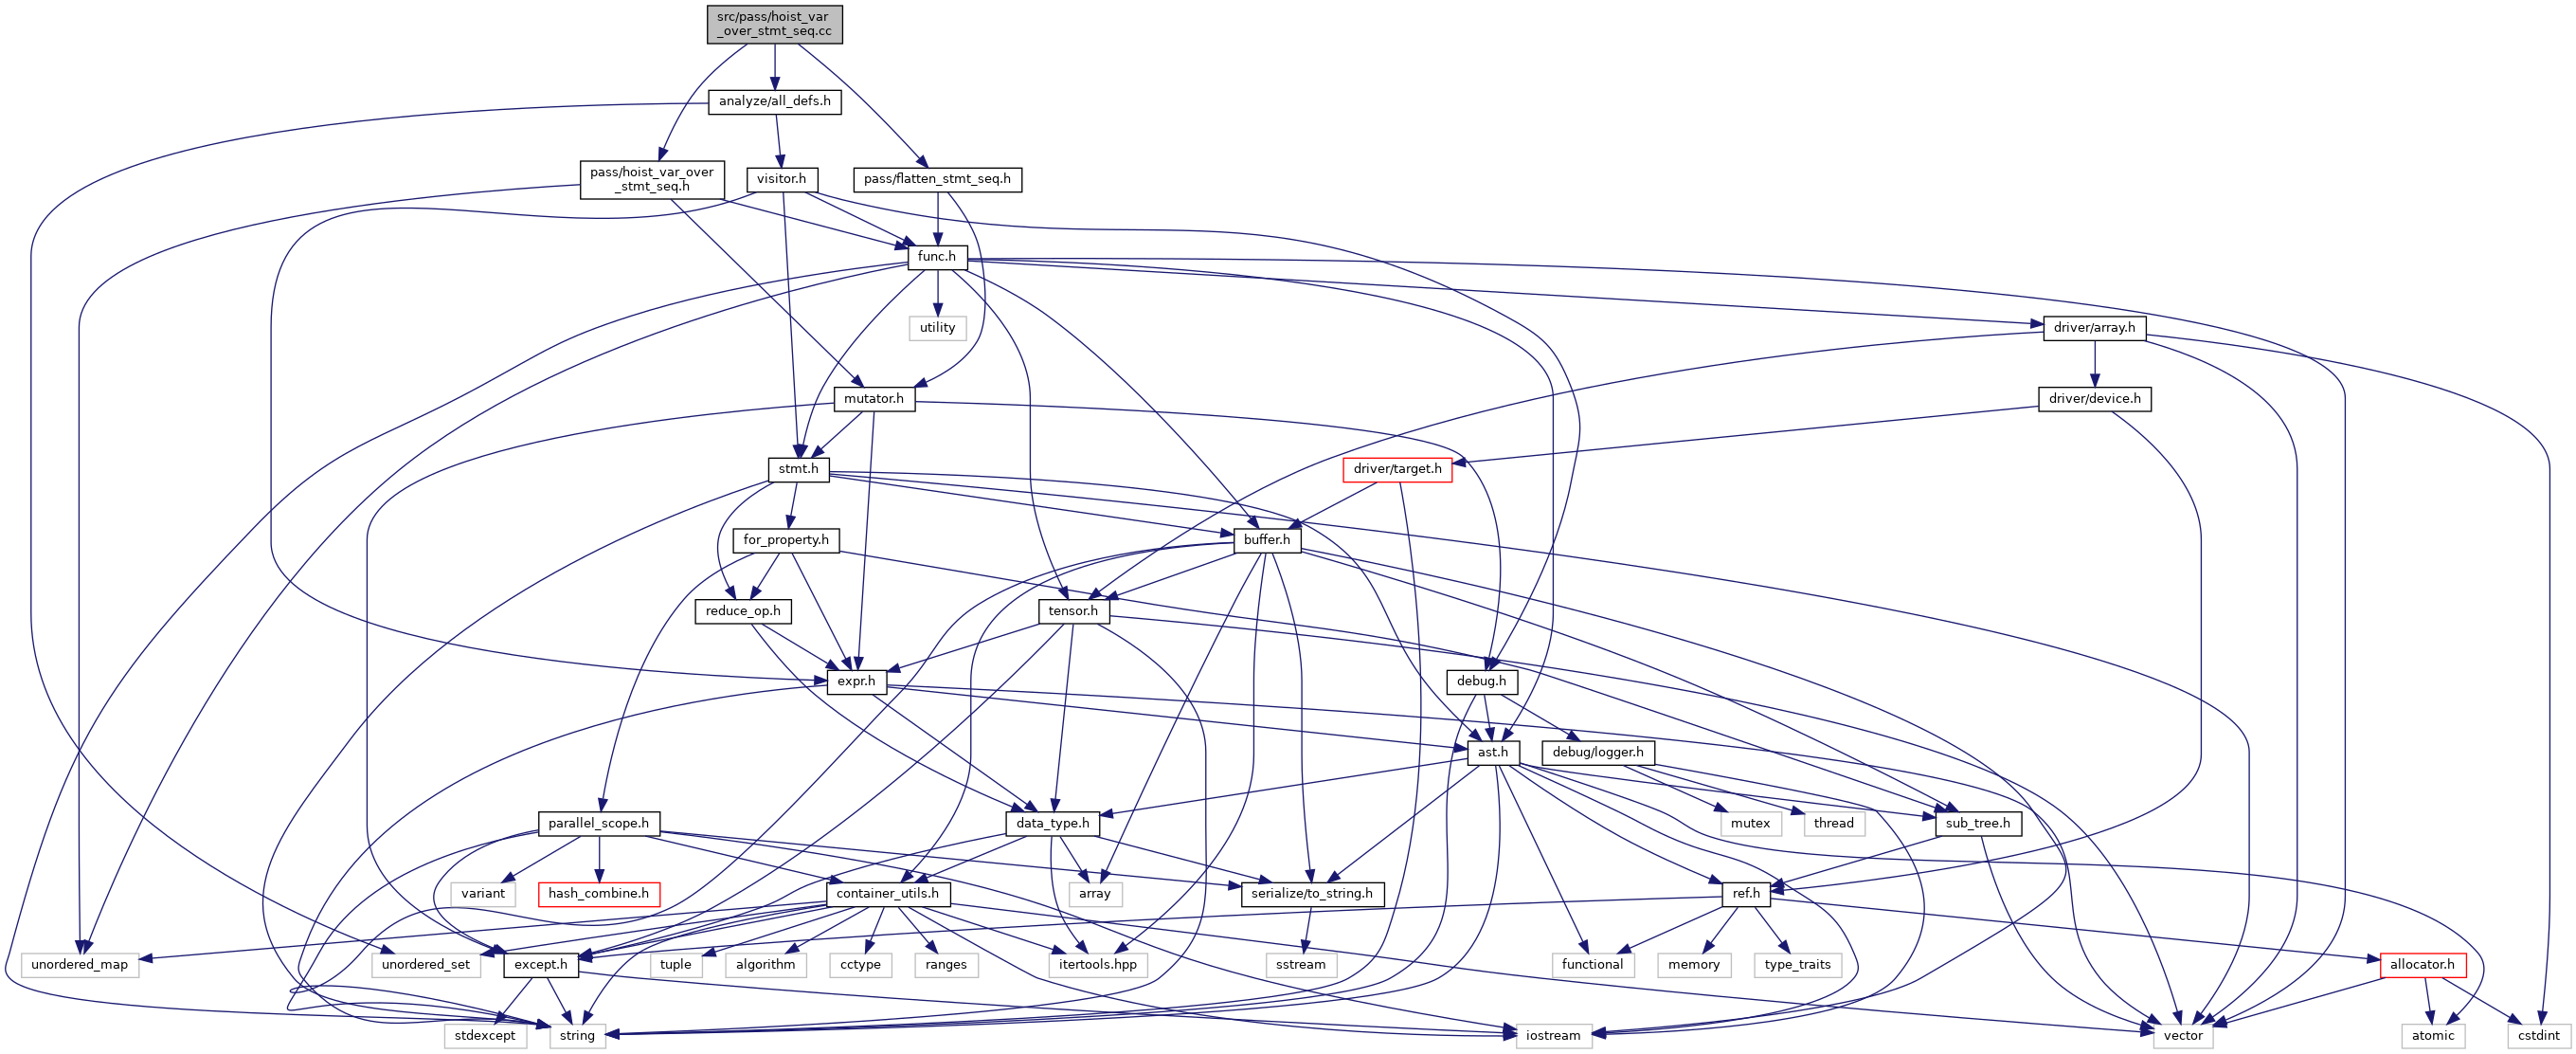 src/pass/hoist_var
_over_stmt_seq.cc
analyze/all_defs.h
pass/hoist_var_over
_stmt_seq.h
visitor.h
pass/flatten_stmt_seq.h
func.h
utility
driver/array.h
mutator.h
driver/device.h
stmt.h
driver/target.h
for_property.h
buffer.h
reduce_op.h
tensor.h
expr.h
debug.h
ast.h
debug/logger.h
parallel_scope.h
data_type.h
mutex
thread
sub_tree.h
variant
hash_combine.h
container_utils.h
array
serialize/to_string.h
ref.h
unordered_map
unordered_set
except.h
tuple
algorithm
cctype
ranges
itertools.hpp
sstream
functional
memory
type_traits
allocator.h
stdexcept
string
iostream
vector
atomic
cstdint